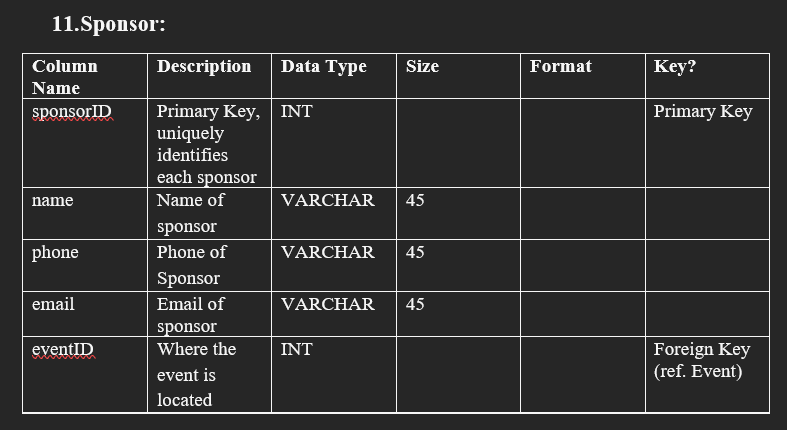 11.Sponsor:
Column Name Description Data Type Size Format Key?
sponsorID Primary Key, uniquely identifies each sponsor INT Primary Key
name Name of sponsor VARCHAR 45
phone Phone of Sponsor VARCHAR 45
email Email of sponsor VARCHAR 45
eventID Where the event is located INT Foreign Key (ref. Event)